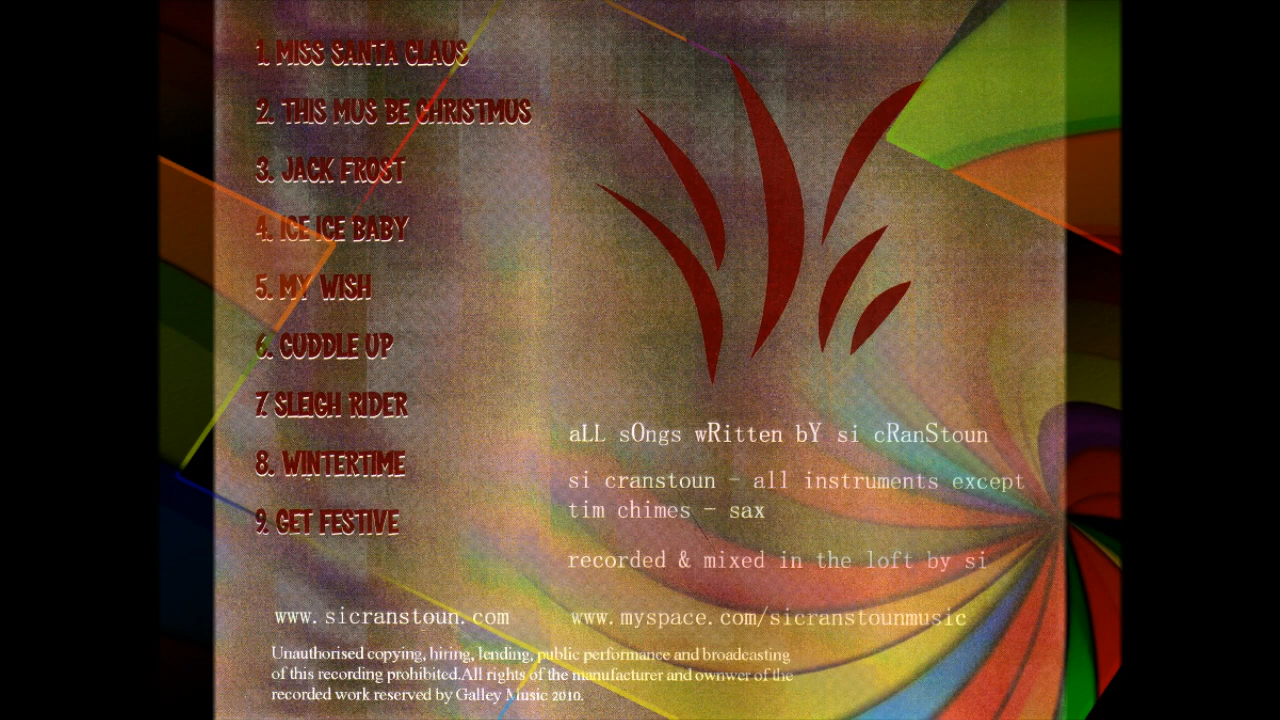 1. MISS SANTA CLAUS
2. THIS MUS BE CHRISTMUS
3. JACK FROST
4. ICE ICE BABY
5. MY WISH
6. CUDDLE UP
7. SLEIGH RIDER
8. WINTERTIME
9. GET FESTIVE
aLL sOngs wRitten bY si cRanStoun
si cranstoun - all instruments except
tim chimes - sax
recorded & mixed in the loft by si
www.sicranstoun.com
www.myspace.com/sicranstounmusic
Unauthorised copying, hiring, lending, public performance and broadcasting
of this recording prohibited.All rights of the manufacturer and ownwer of the
recorded work reserved by Galley Music 2010.